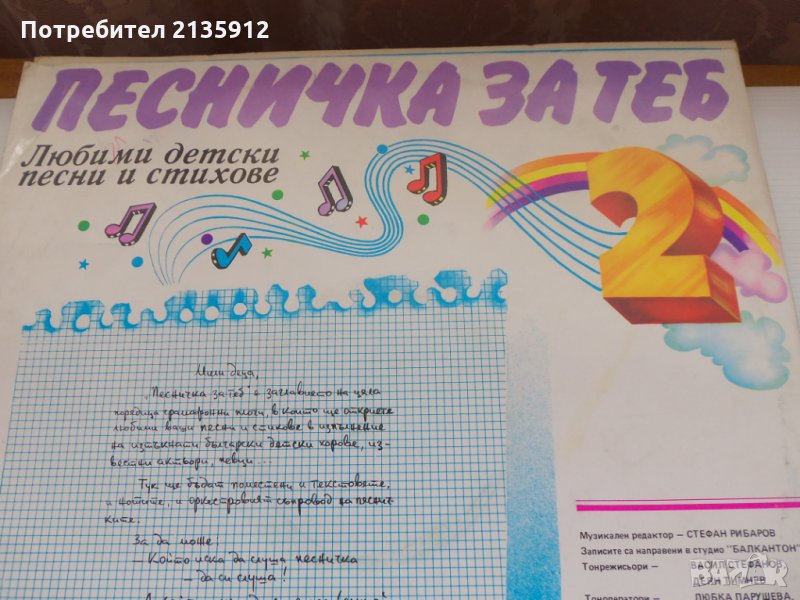 Потребител 2135912
ПЕСНИЧКА ЗА ТЕБ
Любими детски
песни и стихове
2
Мили деца,
„Песничка за теб" е заглавието на цяла
поредица грамофонни плочи, в които ще откриете
любими ваши песни и стихове в изпълнение
на изтъкнати български детски хорове, из-
вестни актьори, певци...
Тук ще бъдат поместени и текстовете,
и нотите, и оркестровият съпровод на песнич-
ките.
За да може:
– Който иска да слуша песничка
– да си слуша!
Музикален редактор – СТЕФАН РИБАРОВ
Записите са направени в студио "БАЛКАНТОН"
Тонрежисьори – ВАСИЛ СТЕФАНОВ,
Тоноператори – ЛЮБКА ПАРУШЕВА,